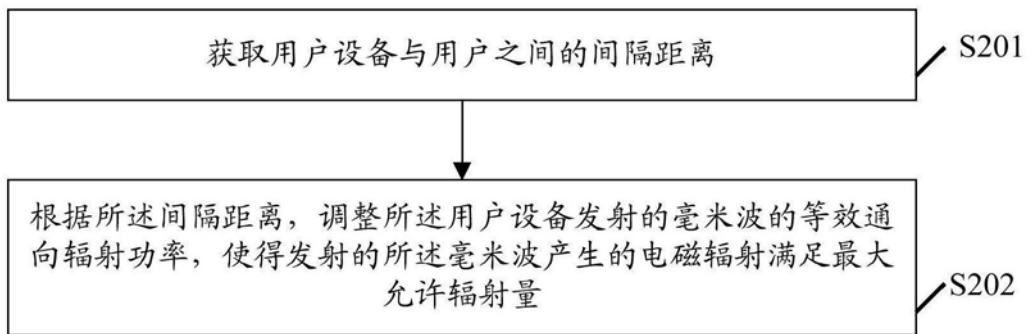 获取用户设备与用户之间的间隔距离
S201
根据所述间隔距离，调整所述用户设备发射的毫米波的等效通
向辐射功率，使得发射的所述毫米波产生的电磁辐射满足最大
允许辐射量
S202